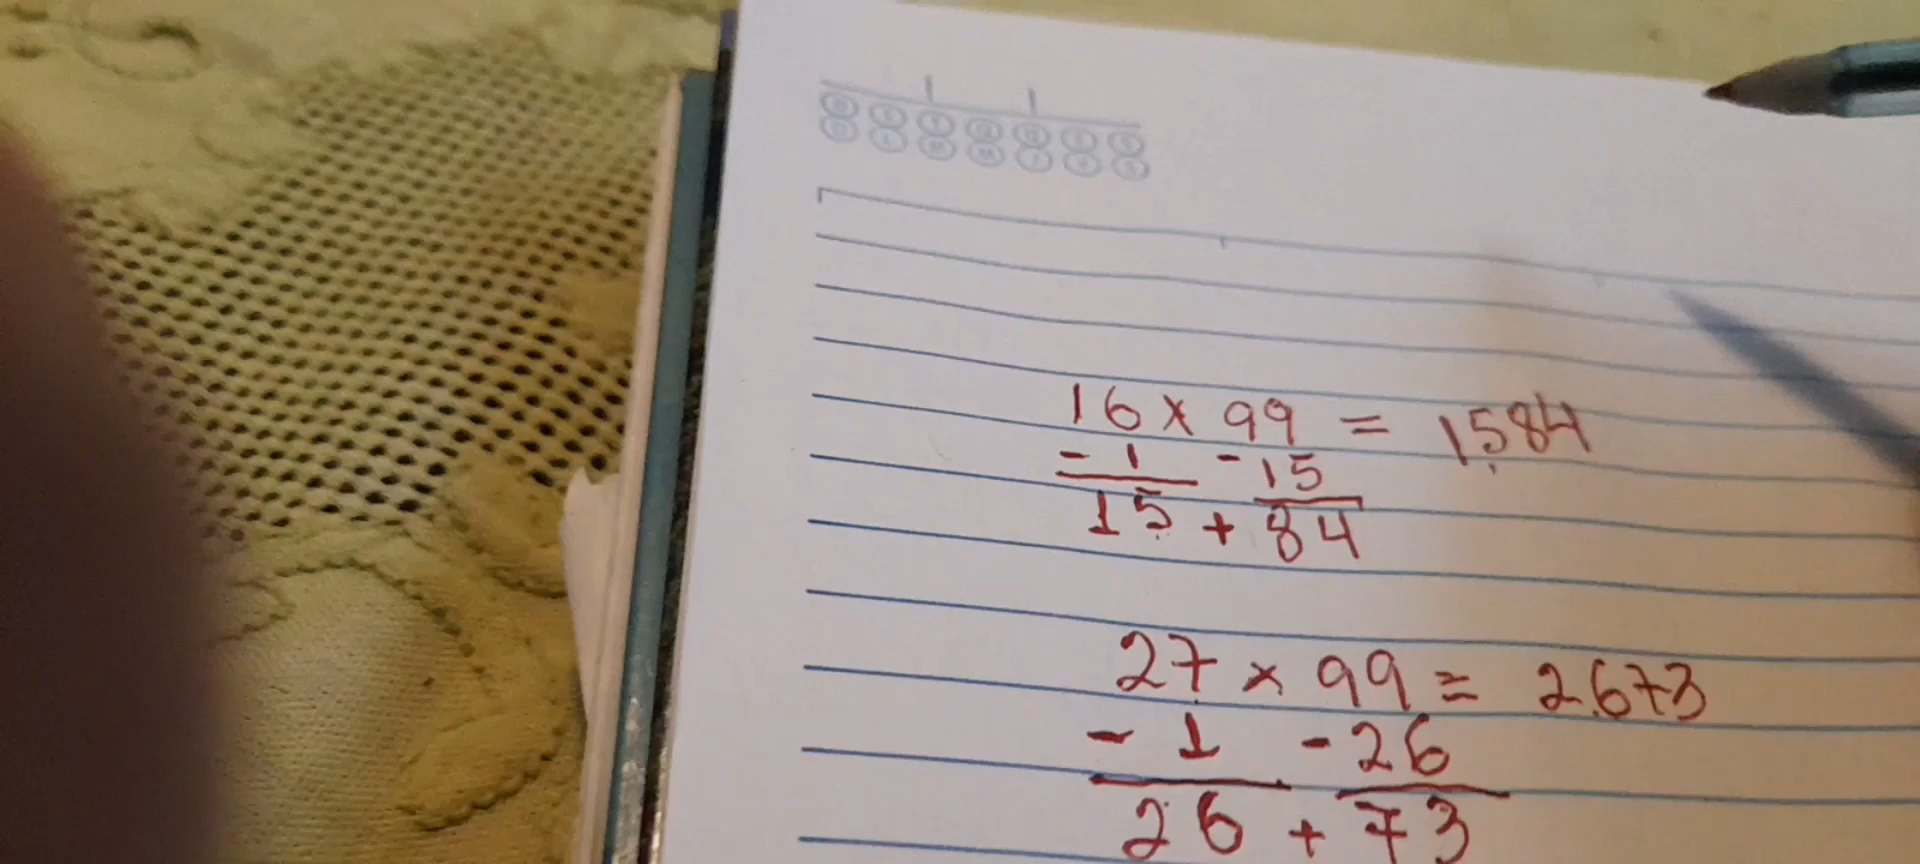 16 × 99 = 1584
- 1 - 15
15 + 84
27 × 99 = 2673
- 1 - 26
26 + 73